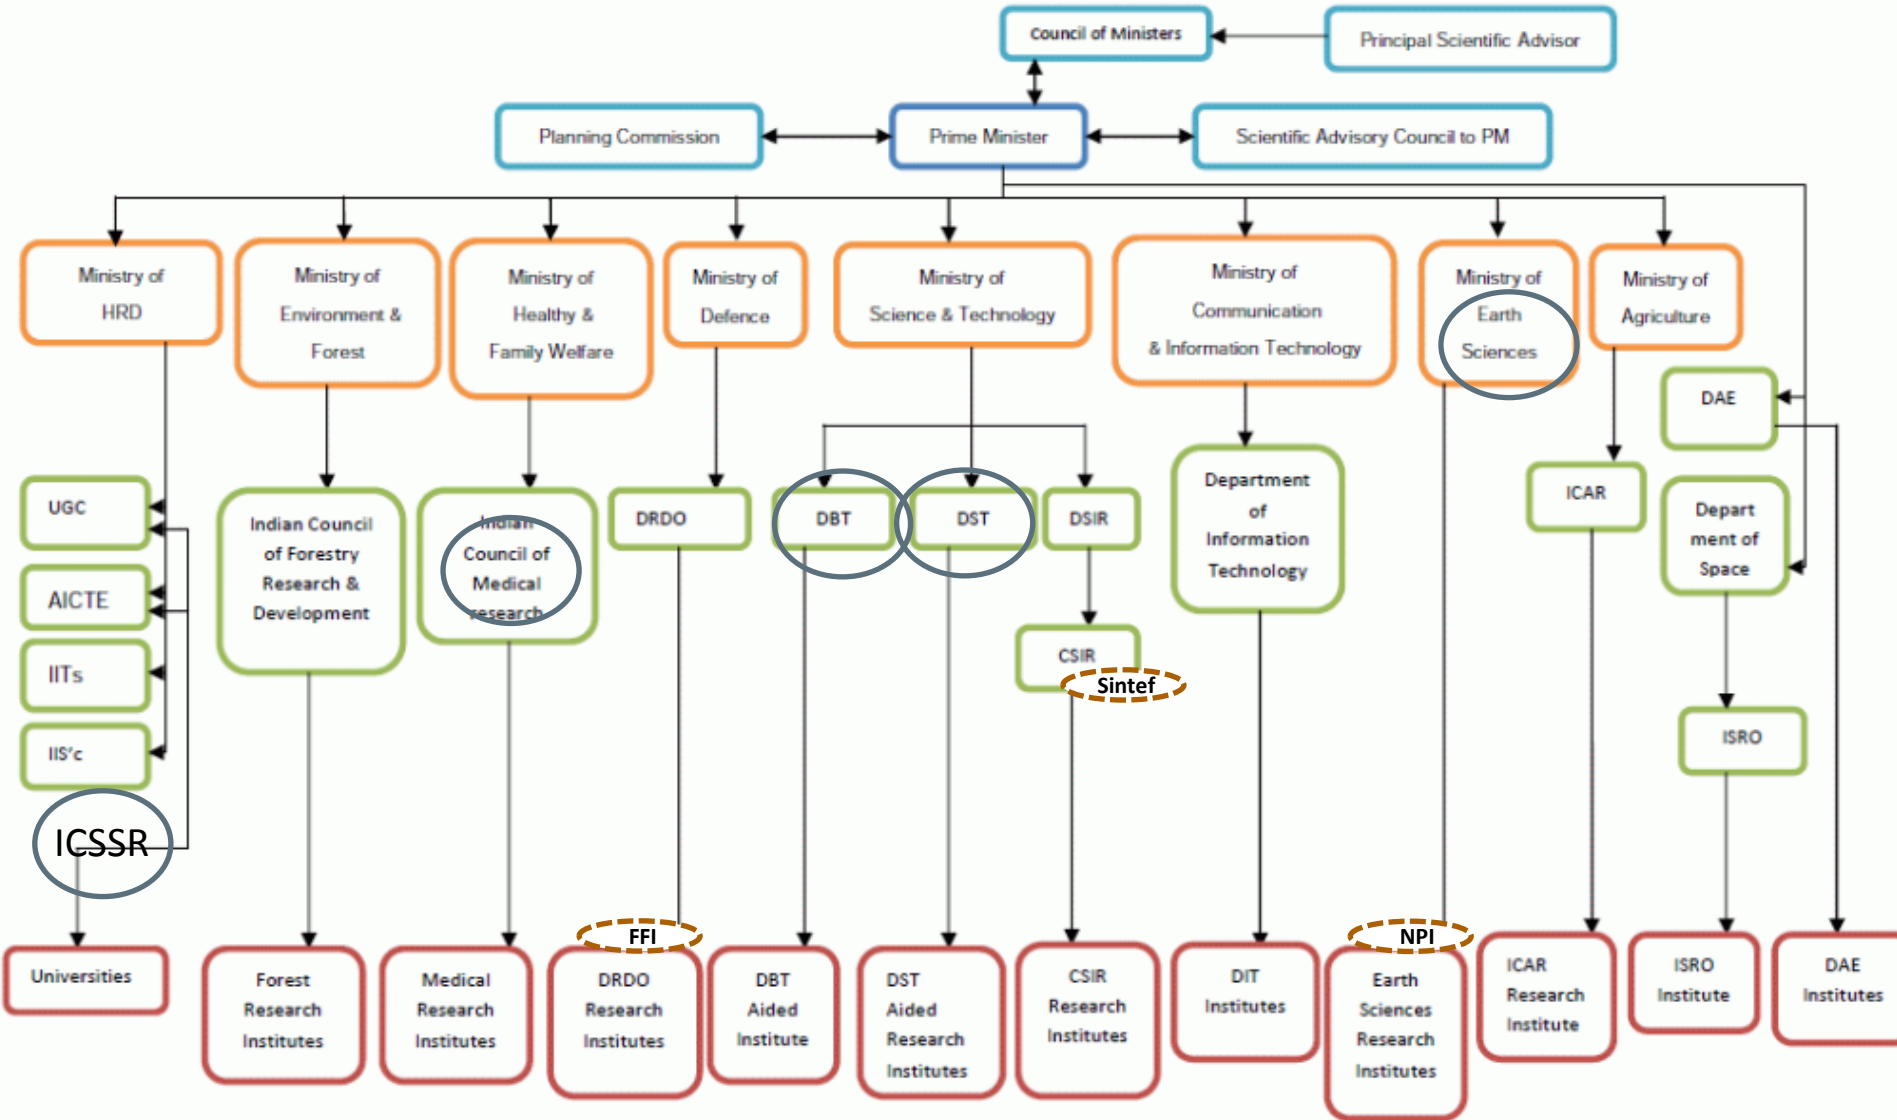 Council of Ministers
Principal Scientific Advisor
Planning Commission
Prime Minister
Scientific Advisory Council to PM
Ministry of
HRD
Ministry of
Environment &
Forest
Ministry of
Healthy &
Family Welfare
Ministry of
Defence
Ministry of
Science & Technology
Ministry of
Communication
& Information Technology
Ministry of
Earth
Sciences
Ministry of
Agriculture
DAE
UGC
AICTE
IITs
IIS'c
ICSSR
Indian Council
of Forestry
Research &
Development
Indian
Council of
Medical
research
DRDO
DBT
DST
DSIR
CSIR
Sintef
Department
of
Information
Technology
ICAR
Depart
ment of
Space
ISRO
FFI
NPI
Universities
Forest
Research
Institutes
Medical
Research
Institutes
DRDO
Research
Institutes
DBT
Aided
Institute
DST
Aided
Research
Institutes
CSIR
Research
Institutes
DIT
Institutes
Earth
Sciences
Research
Institutes
ICAR
Research
Institute
ISRO
Institute
DAE
Institutes